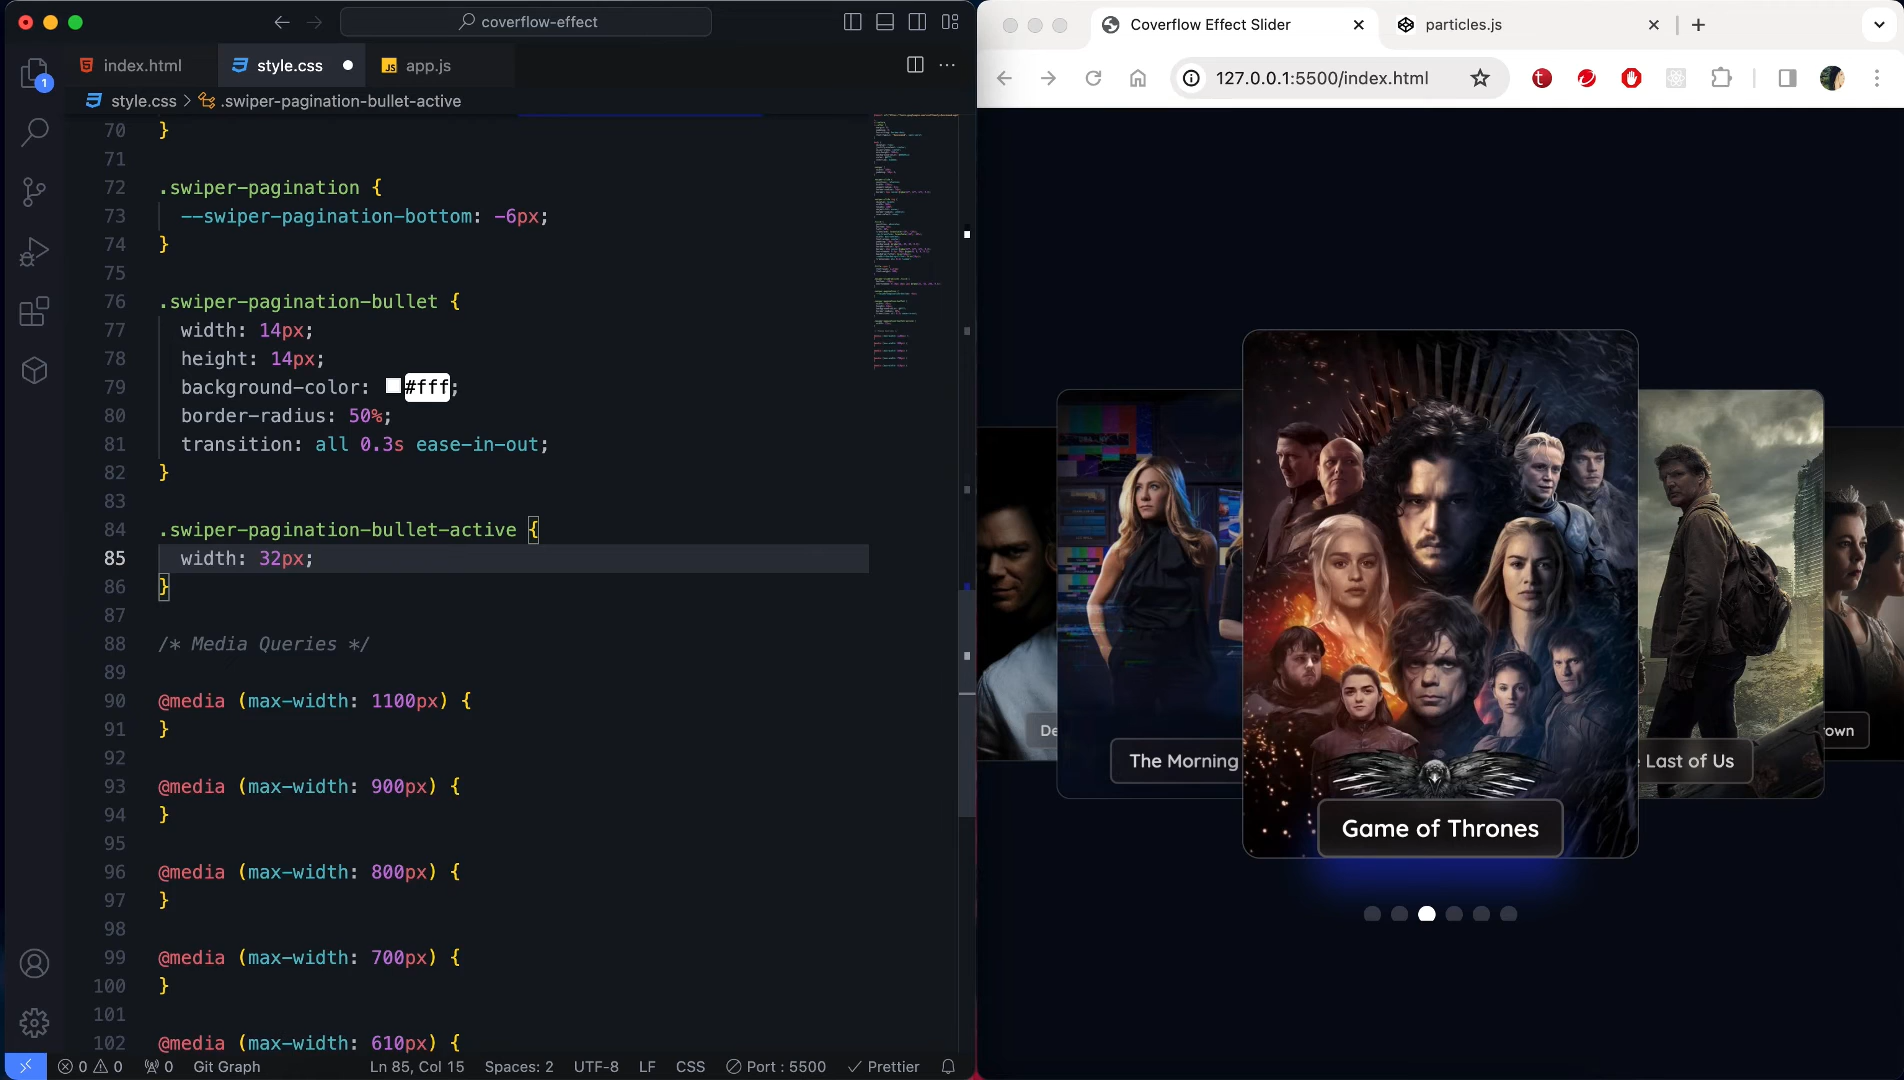 coverflow-effect
index.html
style.css
app.js
1
style.css > .swiper-pagination-bullet-active
70 }
71
72 .swiper-pagination {
73 --swiper-pagination-bottom: -6px;
74 }
75
76 .swiper-pagination-bullet {
77 width: 14px;
78 height: 14px;
79 background-color: #fff;
80 border-radius: 50%;
81 transition: all 0.3s ease-in-out;
82 }
83
84 .swiper-pagination-bullet-active {
85 width: 32px;
86 }
87
88 /* Media Queries */
89
90 @media (max-width: 1100px) {
91 }
92
93 @media (max-width: 900px) {
94 }
95
96 @media (max-width: 800px) {
97 }
98
99 @media (max-width: 700px) {
100 }
101
102 @media (max-width: 610px) {
0 0 0 Git Graph Ln 85, Col 15 Spaces: 2 UTF-8 LF CSS Port : 5500 Prettier
Coverflow Effect Slider
particles.js
127.0.0.1:5500/index.html
De
The Morning
Game of Thrones
Last of Us
own